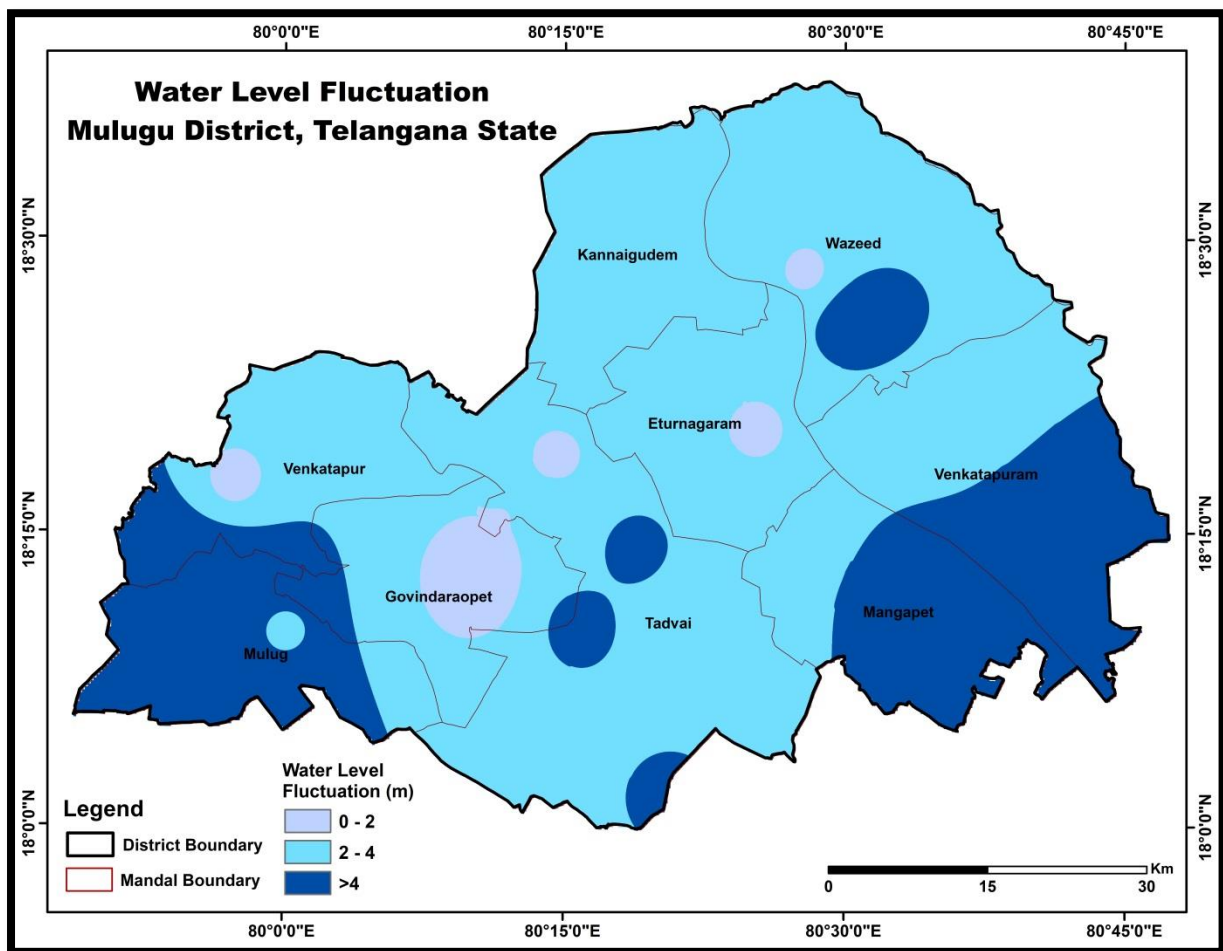 80°0'0"E 80°15'0"E 80°30'0"E 80°45'0"E
Water Level Fluctuation
Mulugu District, Telangana State
18°30'0"N 18°30'0"N
Wazeed
Kannaigudem
Eturnagaram
Venkatapur
Venkatapuram
18°15'0"N 18°15'0"N
Govindaraopet
Mangapet
Tadvai
Mulug
Water Level
Fluctuation (m)
Legend
0 - 2
District Boundary
2 - 4
Mandal Boundary
>4
18°0'0"N 18°0'0"N
Km
0 15 30
80°0'0"E 80°15'0"E 80°30'0"E 80°45'0"E